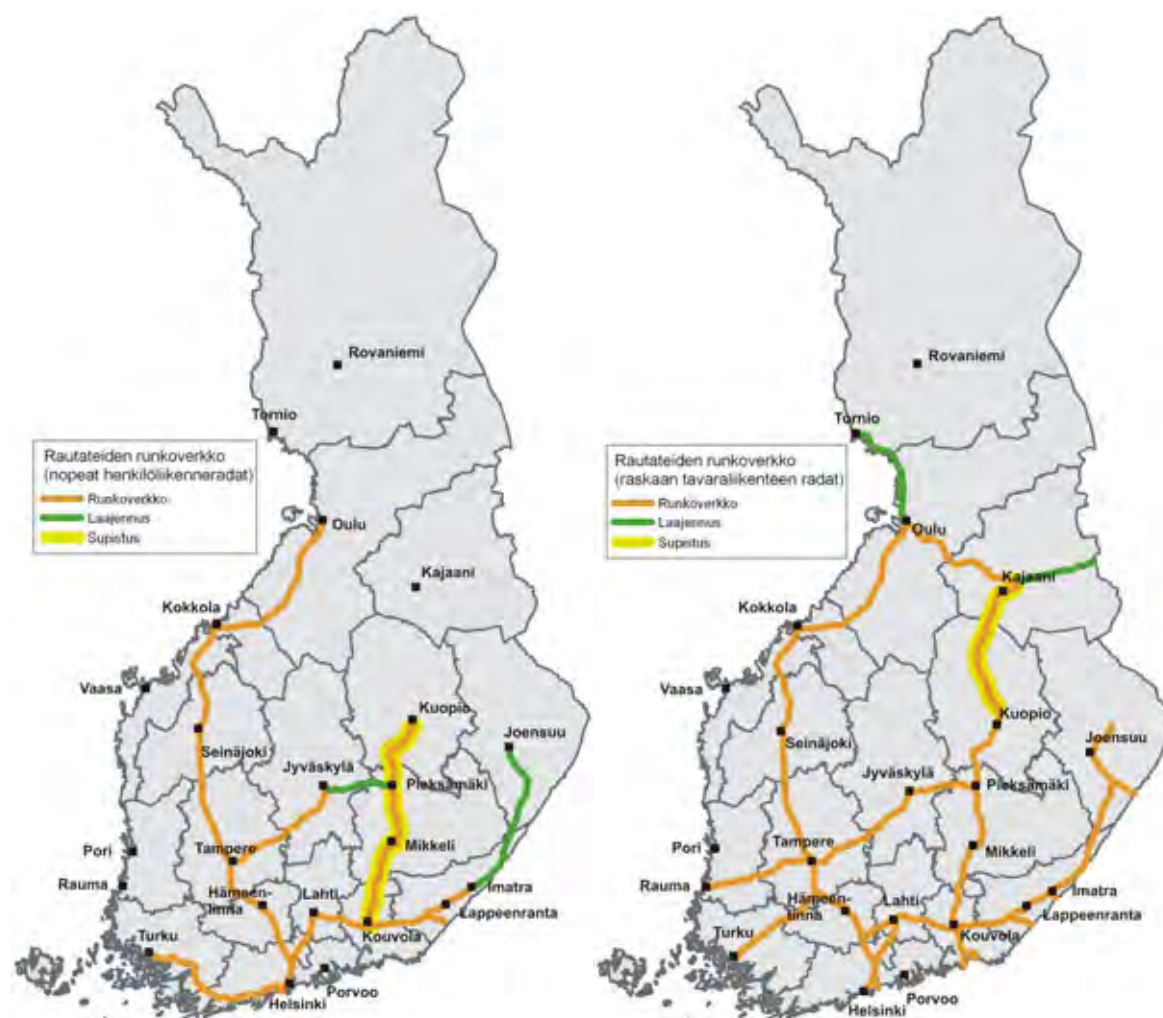 Rovaniemi
Tornio
Rautateiden runkoverkko
(nopeat henkilöliikenneradat)
Runkoverkko
Laajennus
Supistus
Oulu
Kajaani
Kokkola
Vaasa
Kuopio
Seinäjoki
Joensuu
Jyväskylä
Pieksämäki
Pori
Tampere
Mikkeli
Rauma
Hämeen-
linna
Lahti
Imatra
Lappeenranta
Turku
Kouvola
Porvoo
Helsinki
Rovaniemi
Tornio
Rautateiden runkoverkko
(raskaan tavaraliikenteen radat)
Runkoverkko
Laajennus
Supistus
Oulu
Kajaani
Kokkola
Vaasa
Kuopio
Seinäjoki
Joensuu
Jyväskylä
Pieksämäki
Pori
Tampere
Mikkeli
Rauma
Hämeen-
linna
Lahti
Imatra
Lappeenranta
Turku
Kouvola
Porvoo
Helsinki